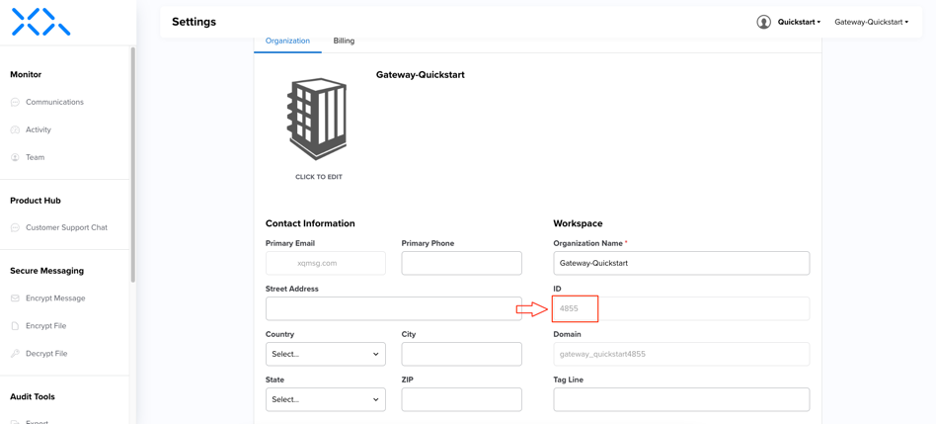 Settings
Quickstart
Gateway-Quickstart
Organization
Billing
Monitor
Communications
Activity
Team
Product Hub
Customer Support Chat
Secure Messaging
Encrypt Message
Encrypt File
Decrypt File
Audit Tools
Export
Gateway-Quickstart
CLICK TO EDIT
Contact Information
Primary Email
Primary Phone
xqmsg.com
Street Address
Country
City
Select...
State
ZIP
Select...
Workspace
Organization Name *
Gateway-Quickstart
ID
4855
Domain
gateway_quickstart4855
Tag Line